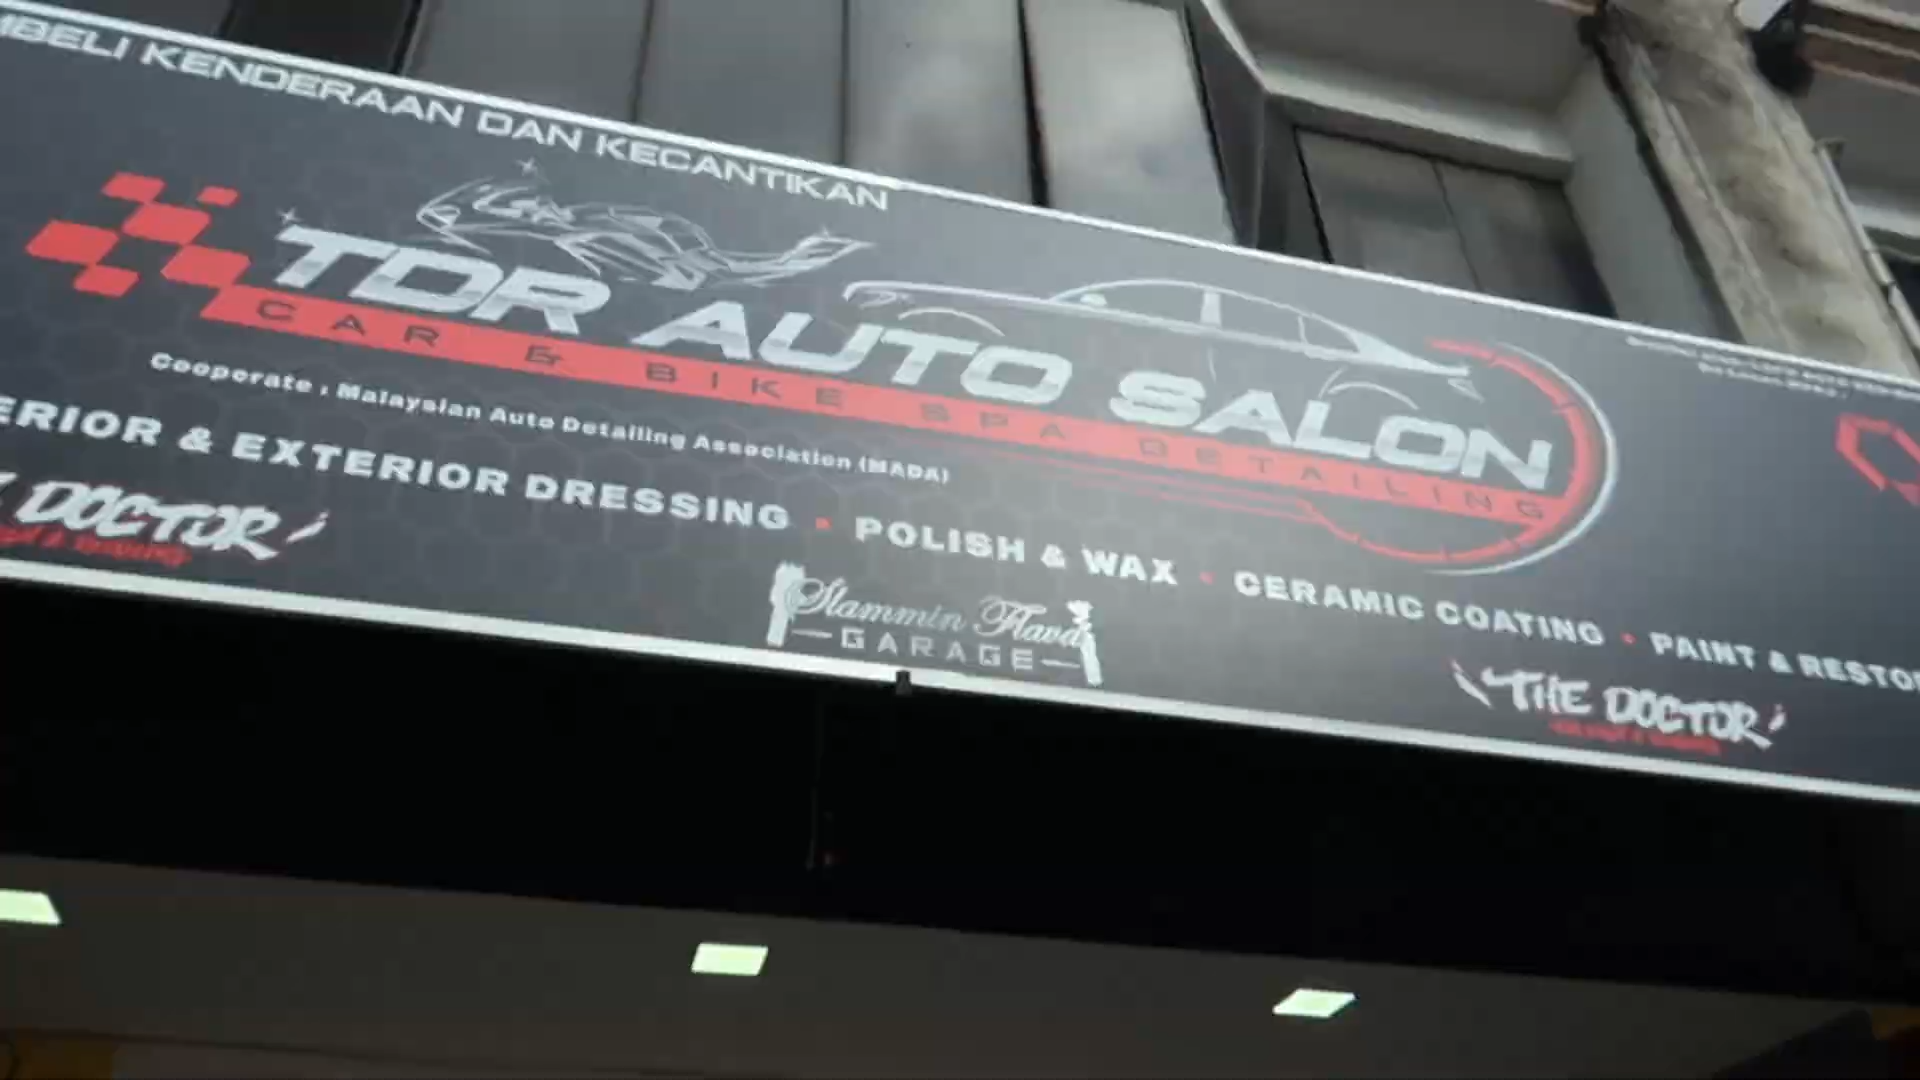 BELI KENDERAAN DAN KECANTIKAN
TDR AUTO SALON
CAR & BIKE SPA DETAILING
Cooperate : Malaysian Auto Detailing Association (MADA)
ERIOR & EXTERIOR DRESSING • POLISH & WAX • CERAMIC COATING • PAINT & RESTO
DOCTOR
Slammin Flava
GARAGE
THE DOCTOR